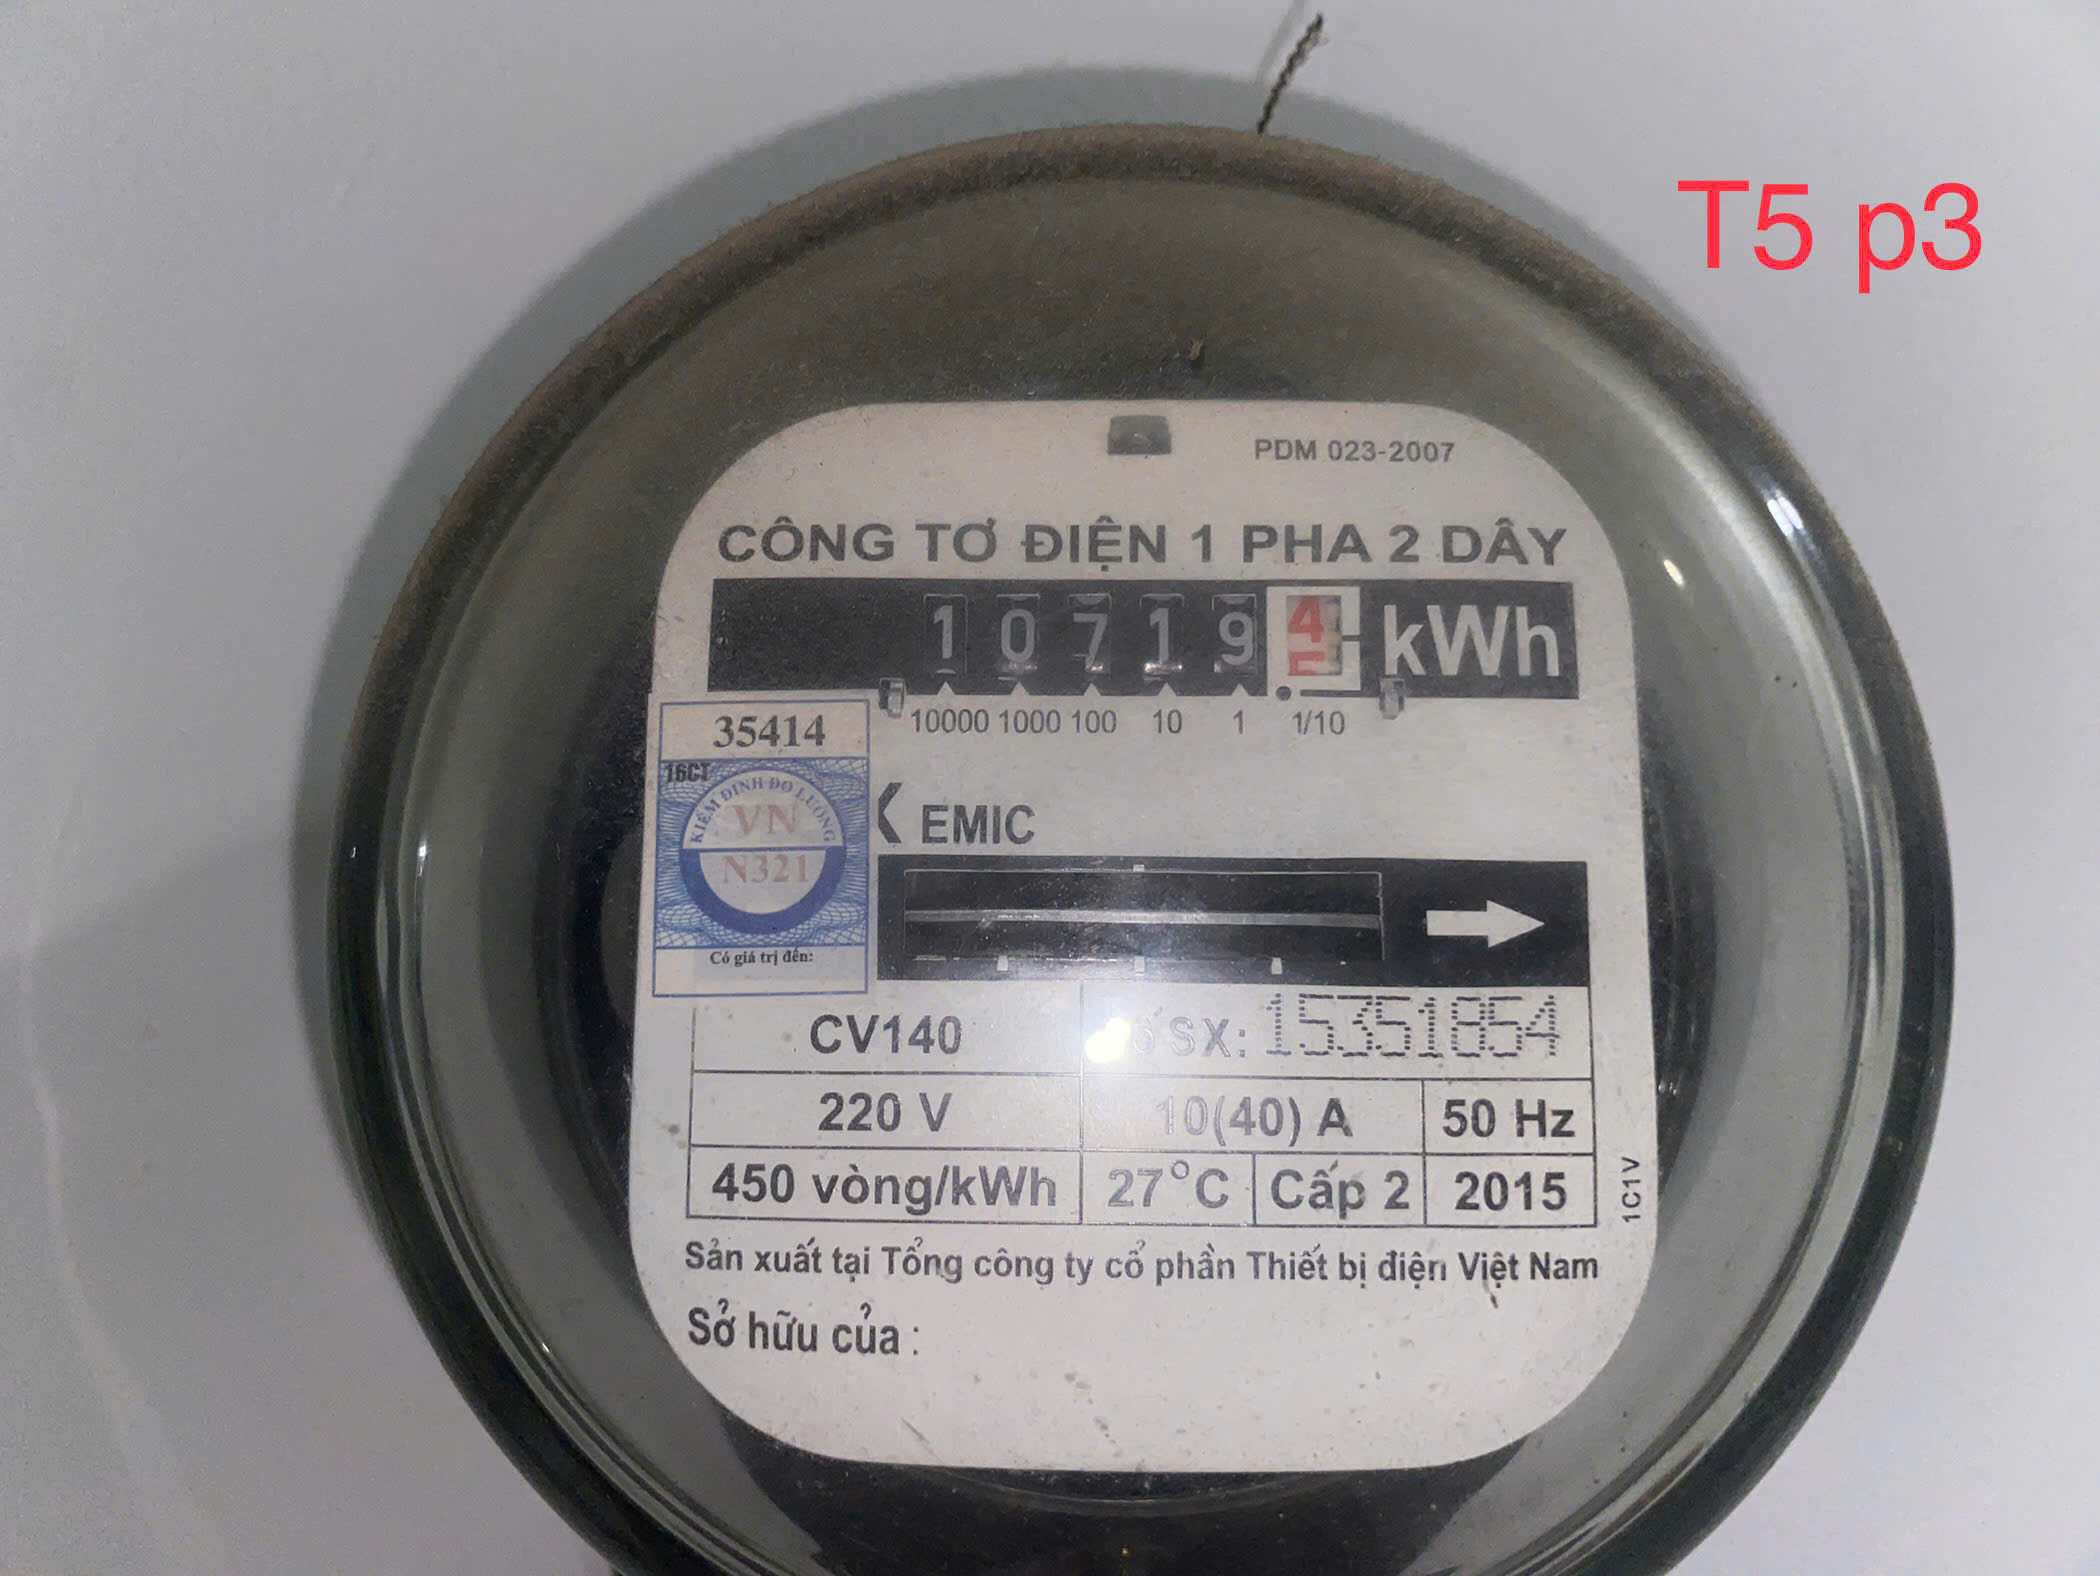 T5 p3
PDM 023-2007
CÔNG TƠ ĐIỆN 1 PHA 2 DÂY
1 0 7 1 9 4 kWh
5
10000 1000 100 10 1 1/10
35414
16CT
KIỂM ĐỊNH ĐO LƯỜNG
VN
N321
Có giá trị đến:
EMIC
CV140
SX: 15351854
220 V
10(40) A
50 Hz
450 vòng/kWh
27°C
Cấp 2
2015
1C1V
Sản xuất tại Tổng công ty cổ phần Thiết bị điện Việt Nam
Sở hữu của :